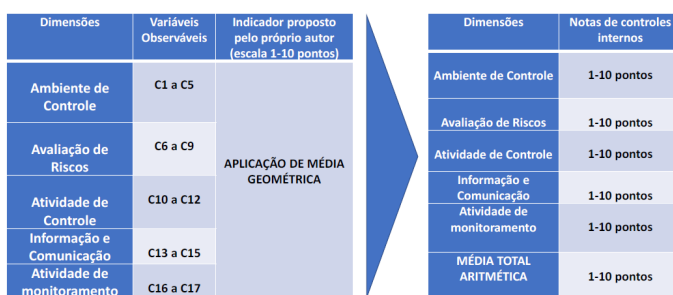 Dimensões
Variáveis
Observáveis
Indicador proposto
pelo próprio autor
(escala 1-10 pontos)
Ambiente de
Controle
C1 a C5
Avaliação de
Riscos
C6 a C9
APLICAÇÃO DE MÉDIA
GEOMÉTRICA
Atividade de
Controle
C10 a C12
Informação e
Comunicação
C13 a C15
Atividade de
monitoramento
C16 a C17
Dimensões
Notas de controles
internos
Ambiente de Controle
1-10 pontos
Avaliação de Riscos
1-10 pontos
Atividade de Controle
1-10 pontos
Informação e
Comunicação
1-10 pontos
Atividade de
monitoramento
1-10 pontos
MÉDIA TOTAL
ARITMÉTICA
1-10 pontos